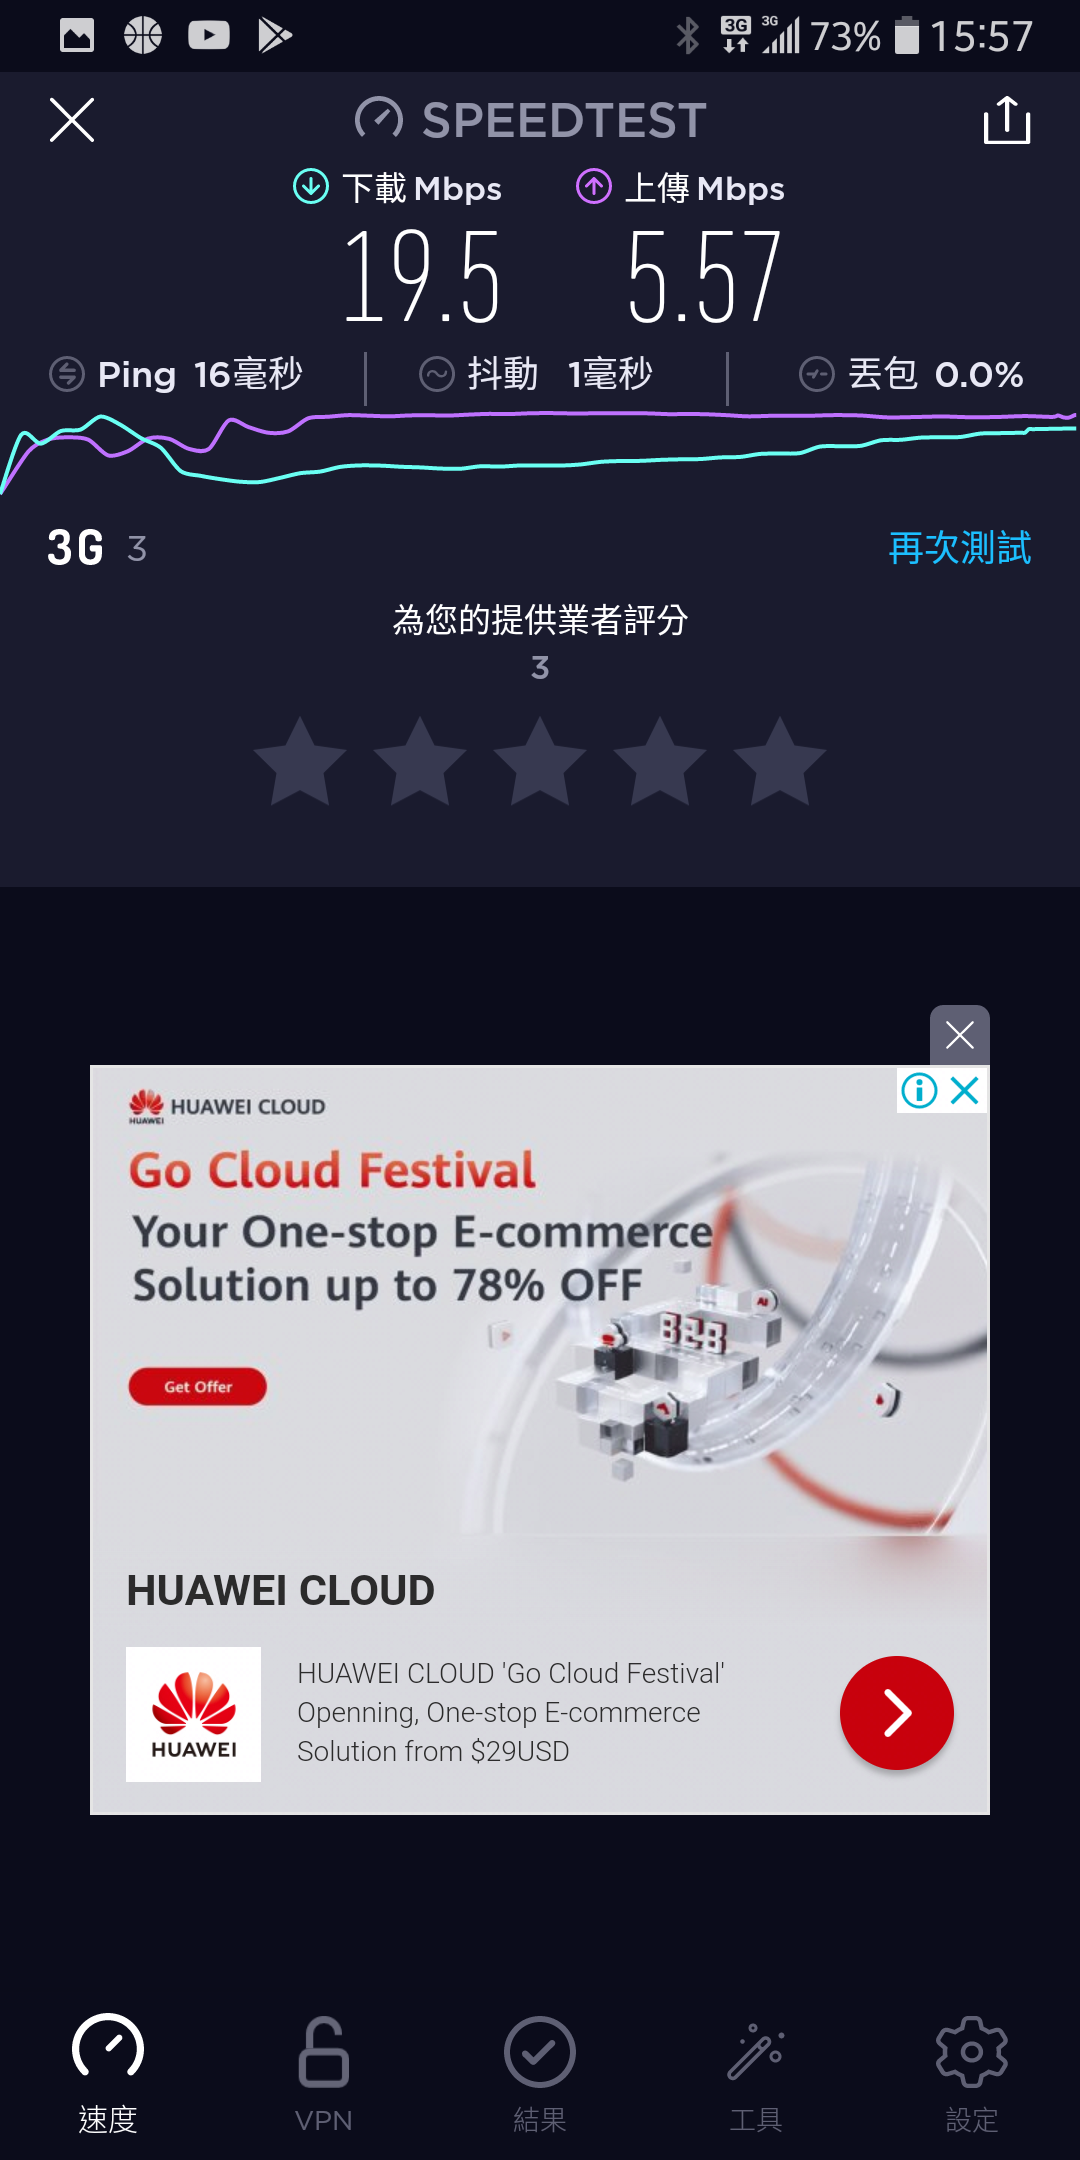 3G 3G 73% 15:57
SPEEDTEST
下載 Mbps 上傳 Mbps
19.5 5.57
Ping 16毫秒 抖動 1毫秒 丟包 0.0%
3G 3 再次測試
為您的提供業者評分
3
HUAWEI HUAWEI CLOUD
Go Cloud Festival
Your One-stop E-commerce
Solution up to 78% OFF
AI
828
Get Offer
HUAWEI CLOUD
HUAWEI
HUAWEI CLOUD 'Go Cloud Festival'
Openning, One-stop E-commerce
Solution from $29USD
速度 VPN 結果 工具 設定